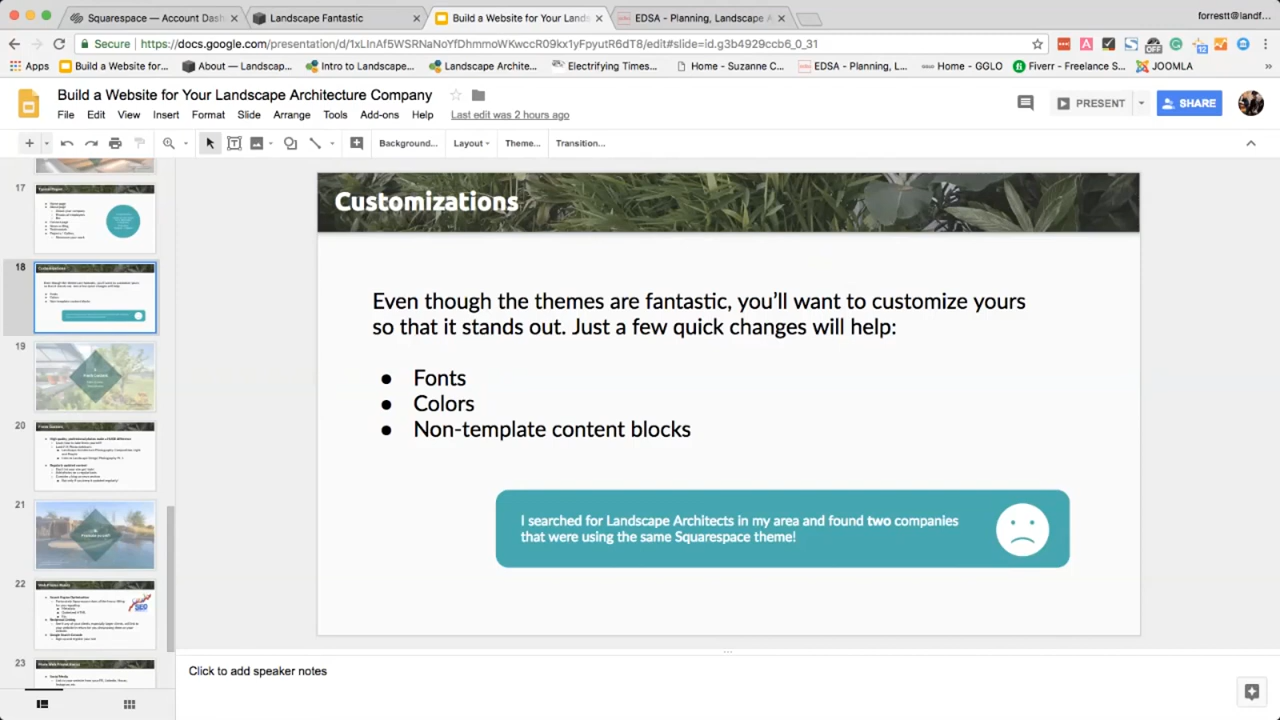 Squarespace — Account Dash
Landscape Fantastic
Build a Website for Your Lands
EDSA - Planning, Landscape A
forrestt@landf...
Secure
https://docs.google.com/presentation/d/1xLInAf5WSRNaNoYfDhmmoWKwccR09kx1yFpyutR6dT8/edit#slide=id.g3b4929ccb6_0_31
OFF
12
Apps
Build a Website for...
About — Landscap...
Intro to Landscape...
Landscape Archite...
Electrifying Times...
Home - Suzanne C...
EDSA - Planning, L...
Home - GGLO
Fiverr - Freelance S...
JOOMLA
»
Build a Website for Your Landscape Architecture Company
File Edit View Insert Format Slide Arrange Tools Add-ons Help
Last edit was 2 hours ago
PRESENT
SHARE
Background...
Layout
Theme...
Transition...
17
18
Customizations
19
20
21
22
23
Customizations
Even though the themes are fantastic, you’ll want to customize yours
so that it stands out. Just a few quick changes will help:
● Fonts
● Colors
● Non-template content blocks
I searched for Landscape Architects in my area and found two companies
that were using the same Squarespace theme!
Click to add speaker notes